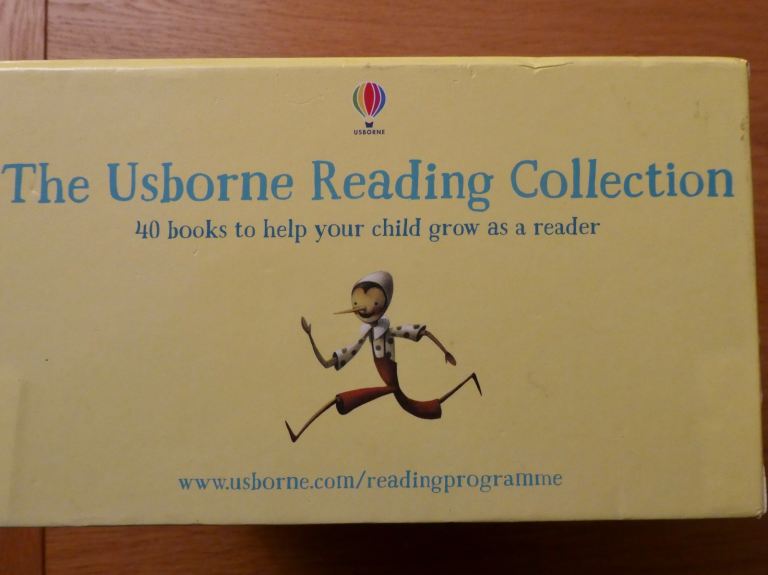 USBORNE
The Usborne Reading Collection
40 books to help your child grow as a reader
www.usborne.com/readingprogramme